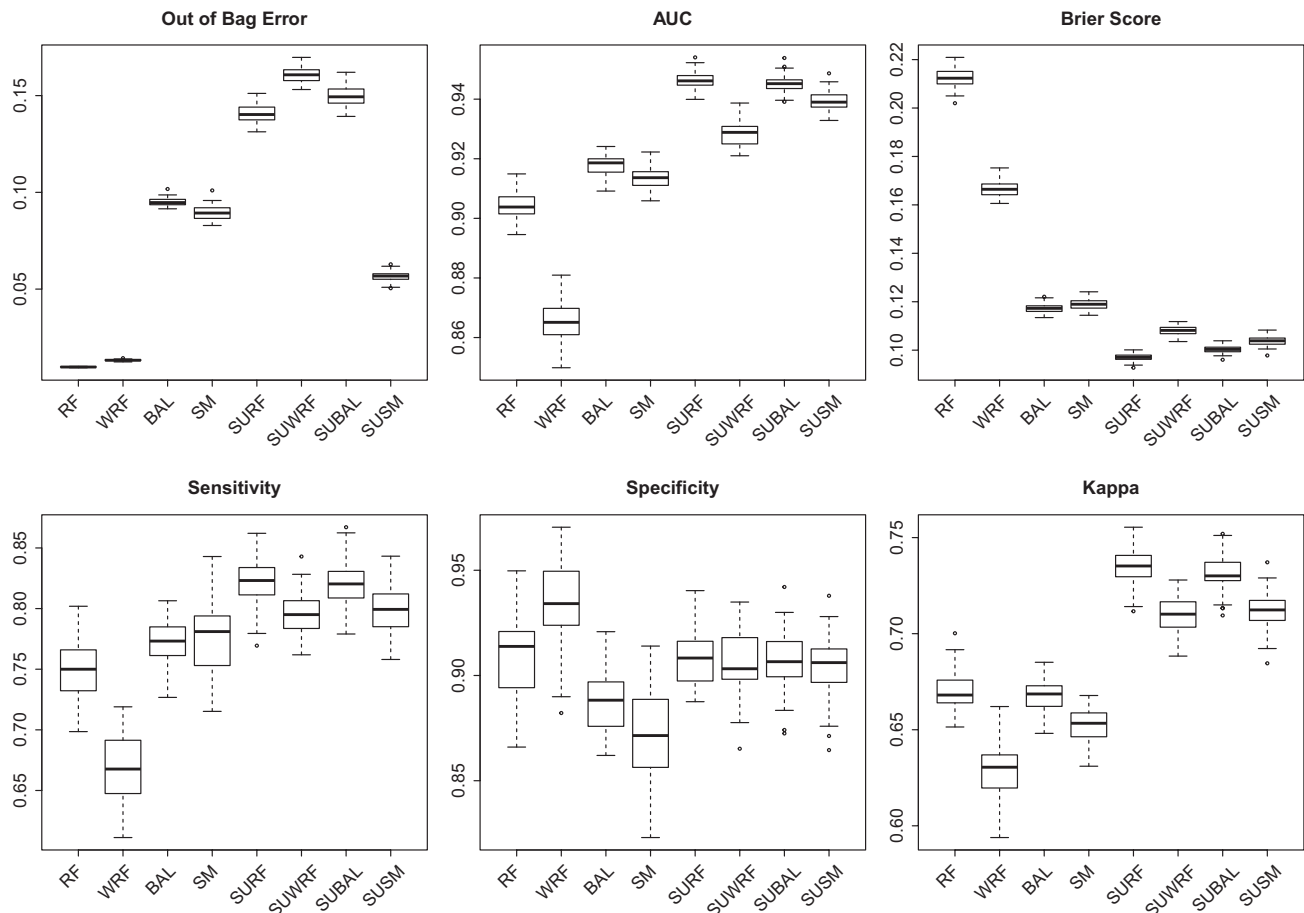 Out of Bag Error
0.15
0.10
0.05
RF WRF BAL SM SURF SUWRF SUBAL SUSM
AUC
0.94
0.92
0.90
0.88
0.86
RF WRF BAL SM SURF SUWRF SUBAL SUSM
Brier Score
0.22
0.20
0.18
0.16
0.14
0.12
0.10
RF WRF BAL SM SURF SUWRF SUBAL SUSM
Sensitivity
0.85
0.80
0.75
0.70
0.65
RF WRF BAL SM SURF SUWRF SUBAL SUSM
Specificity
0.95
0.90
0.85
RF WRF BAL SM SURF SUWRF SUBAL SUSM
Kappa
0.75
0.70
0.65
0.60
RF WRF BAL SM SURF SUWRF SUBAL SUSM